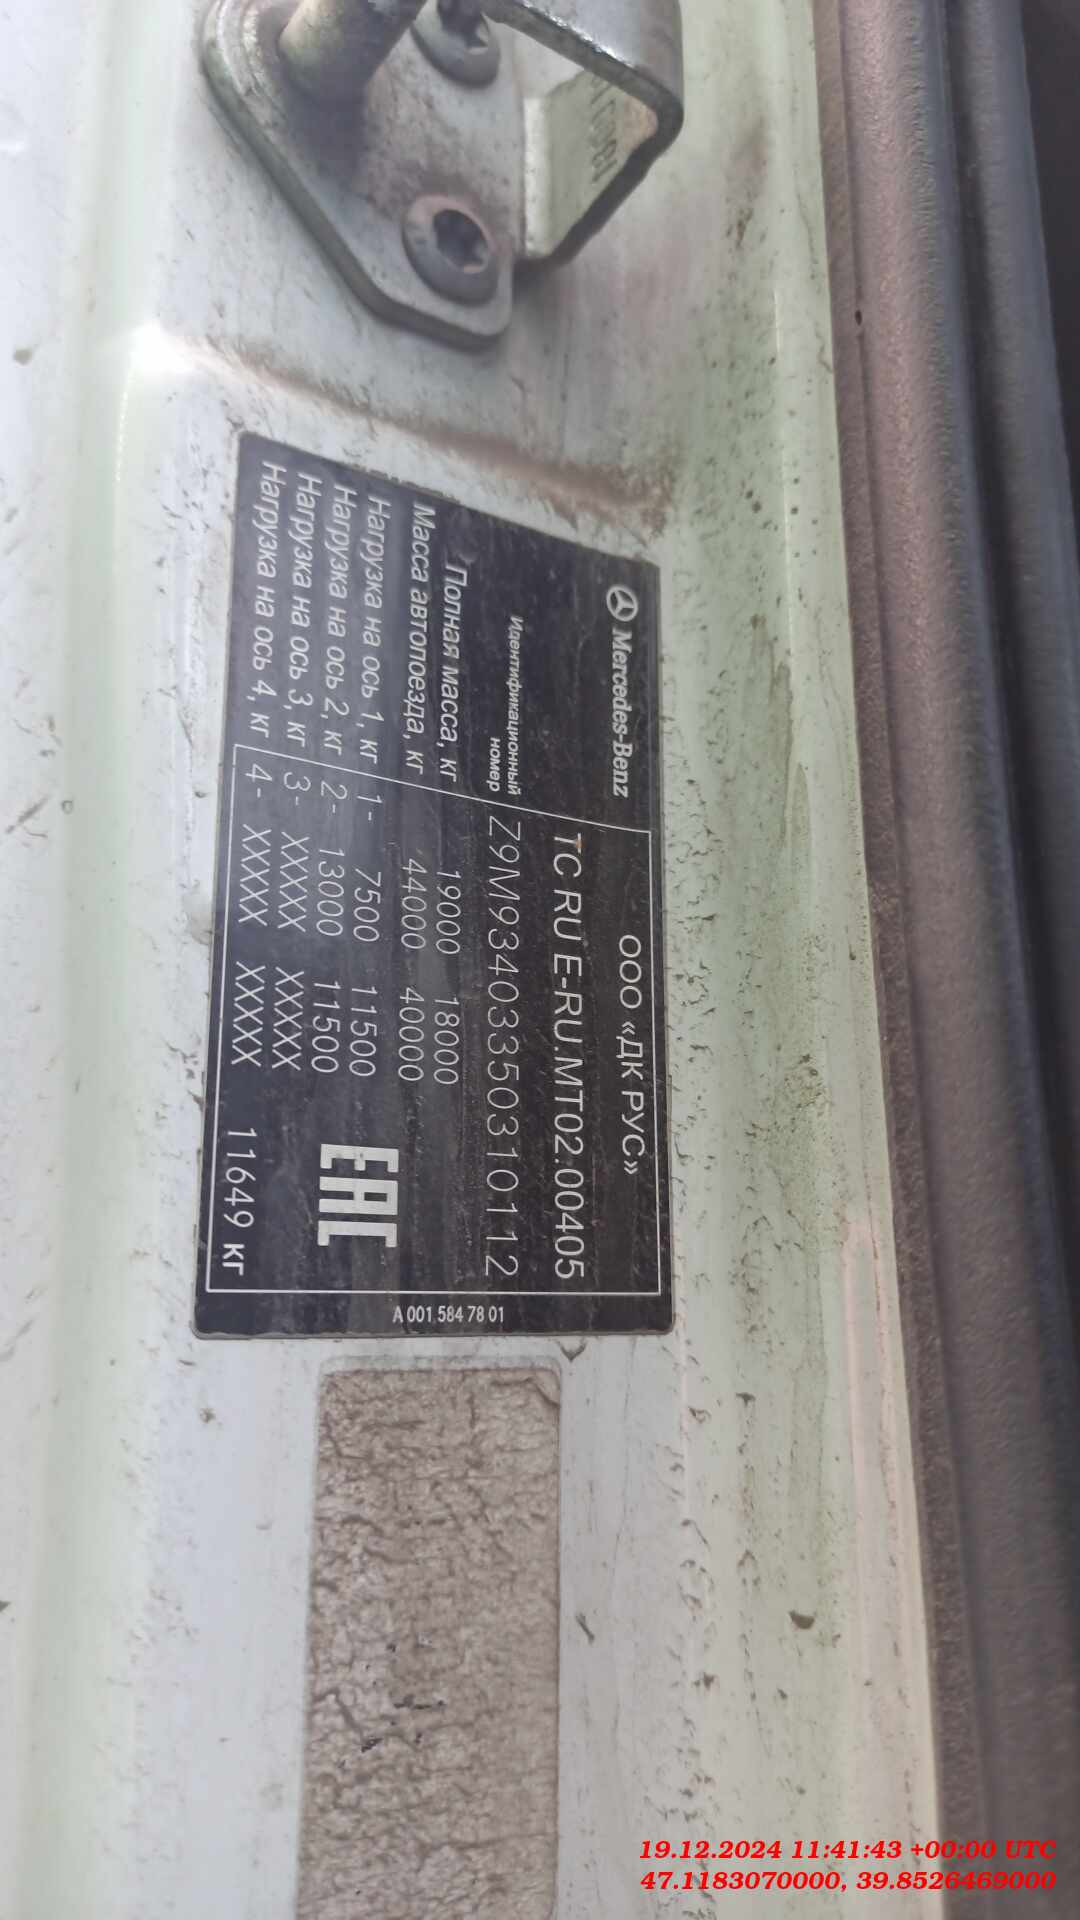 Mercedes-Benz
ООО «ДК РУС»
TC RU E-RU.MT02.00405
Идентификационный номер Z9M93403350310112
Полная масса, кг 19000 18000
Масса автопоезда, кг 44000 40000
Нагрузка на ось 1, кг 1- 7500 11500
Нагрузка на ось 2, кг 2- 13000 11500
Нагрузка на ось 3, кг 3- XXXXX XXXXX
Нагрузка на ось 4, кг 4- XXXXX XXXXX 11649 кг
EAC
A 001 584 78 01
19.12.2024 11:41:43 +00:00 UTC
47.1183070000, 39.8526469000